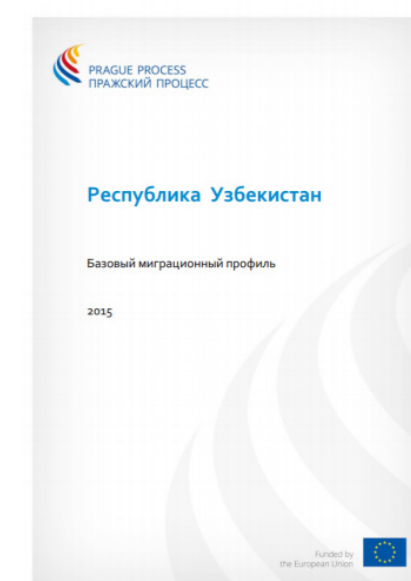 PRAGUE PROCESS
ПРАЖСКИЙ ПРОЦЕСС
Республика Узбекистан
Базовый миграционный профиль
2015
Funded by
the European Union